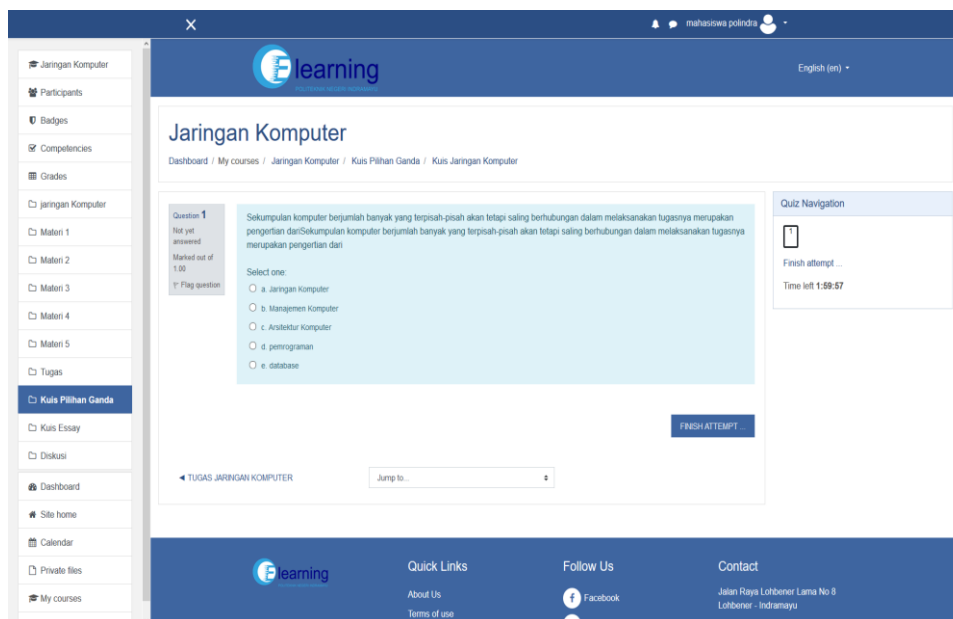 mahasiswa polindra
Jaringan Komputer
Participants
Badges
Competencies
Grades
jaringan Komputer
Materi 1
Materi 2
Materi 3
Materi 4
Materi 5
Tugas
Kuis Pilihan Ganda
Kuis Essay
Diskusi
Dashboard
Site home
Calendar
Private files
My courses
Elearning
POLITEKNIK NEGERI INDRAMAYU
English (en)
Jaringan Komputer
Dashboard / My courses / Jaringan Komputer / Kuis Pilihan Ganda / Kuis Jaringan Komputer
Question 1
Not yet
answered
Marked out of
1.00
Flag question
Sekumpulan komputer berjumlah banyak yang terpisah-pisah akan tetapi saling berhubungan dalam melaksanakan tugasnya merupakan
pengertian dariSekumpulan komputer berjumlah banyak yang terpisah-pisah akan tetapi saling berhubungan dalam melaksanakan tugasnya
merupakan pengertian dari
Select one:
a. Jaringan Komputer
b. Manajemen Komputer
c. Arsitektur Komputer
d. pemrograman
e. database
FINISH ATTEMPT ...
◄ TUGAS JARINGAN KOMPUTER
Jump to...
Quiz Navigation
1
Finish attempt ...
Time left 1:59:57
Elearning
Quick Links
About Us
Terms of use
Follow Us
Facebook
Contact
Jalan Raya Lohbener Lama No 8
Lohbener - Indramayu